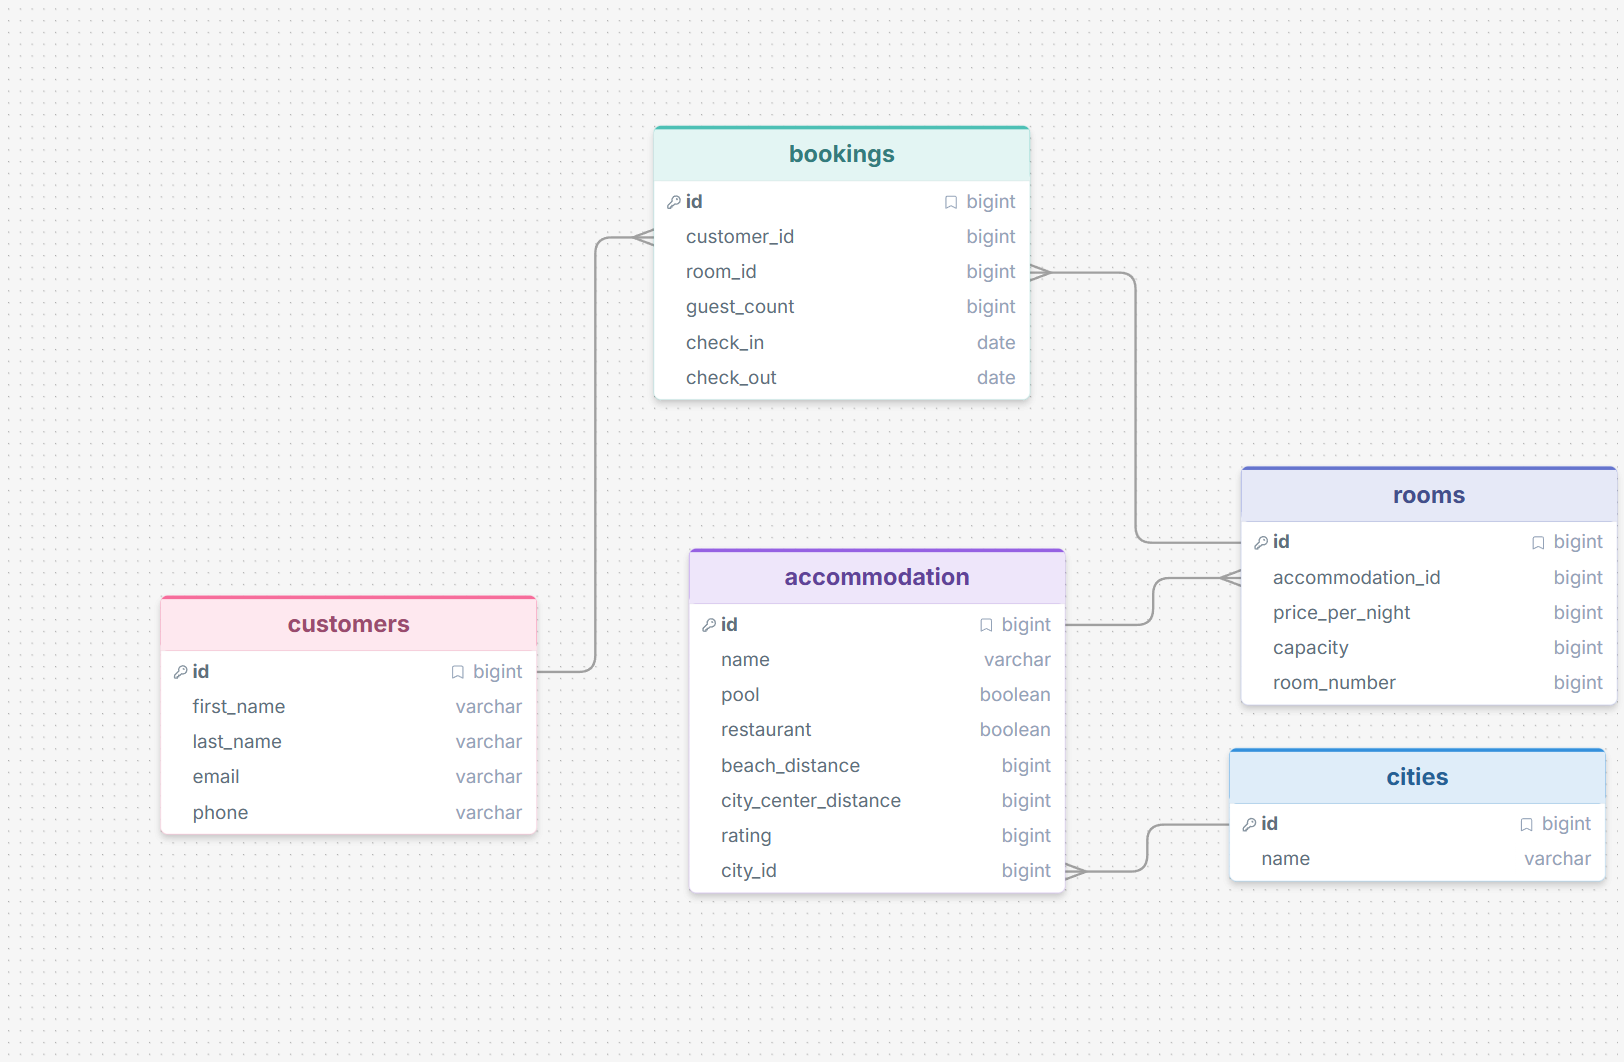 bookings
id bigint
customer_id bigint
room_id bigint
guest_count bigint
check_in date
check_out date
rooms
id bigint
accommodation_id bigint
price_per_night bigint
capacity bigint
room_number bigint
accommodation
id bigint
name varchar
pool boolean
restaurant boolean
beach_distance bigint
city_center_distance bigint
rating bigint
city_id bigint
customers
id bigint
first_name varchar
last_name varchar
email varchar
phone varchar
cities
id bigint
name varchar